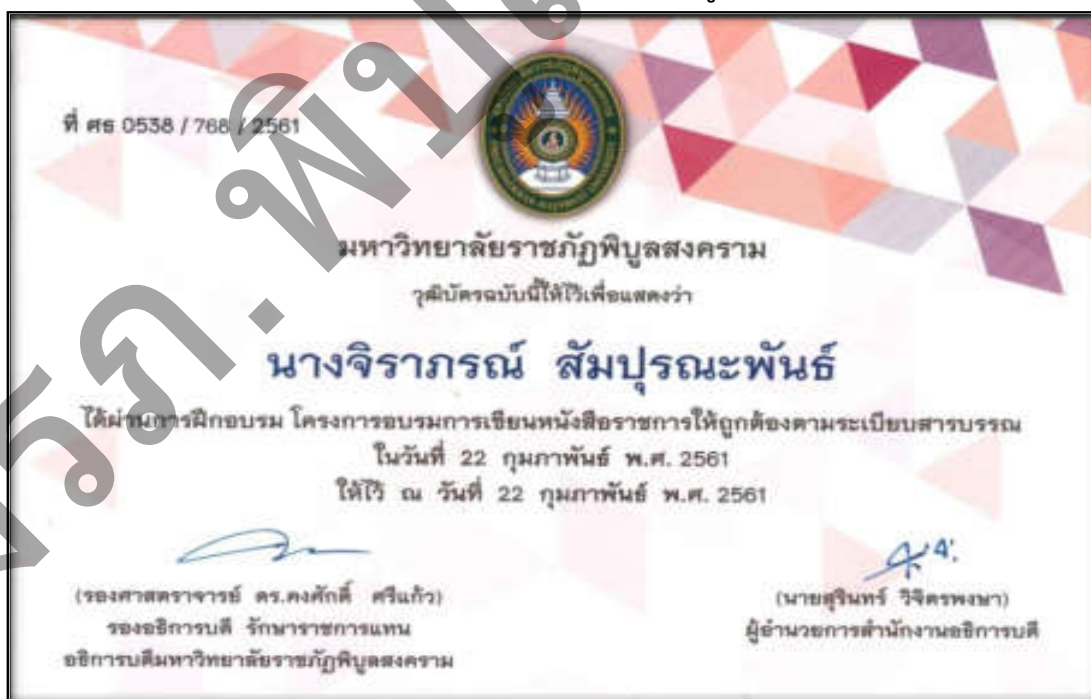 ที่ ศธ 0538 / 768 / 2561
มหาวิทยาลัยราชภัฏพิบูลสงคราม
วุฒิบัตรฉบับนี้ให้ไว้เพื่อแสดงว่า
นางจิราภรณ์ สัมปุรณะพันธ์
ได้ผ่านการฝึกอบรม โครงการอบรมการเขียนหนังสือราชการให้ถูกต้องตามระเบียบสารบรรณ
ในวันที่ 22 กุมภาพันธ์ พ.ศ. 2561
ให้ไว้ ณ วันที่ 22 กุมภาพันธ์ พ.ศ. 2561
(รองศาสตราจารย์ ดร.คงศักดิ์ ศรีแก้ว)
รองอธิการบดี รักษาราชการแทน
อธิการบดีมหาวิทยาลัยราชภัฏพิบูลสงคราม
(นายสุรินทร์ วิจิตรพงษา)
ผู้อำนวยการสำนักงานอธิการบดี